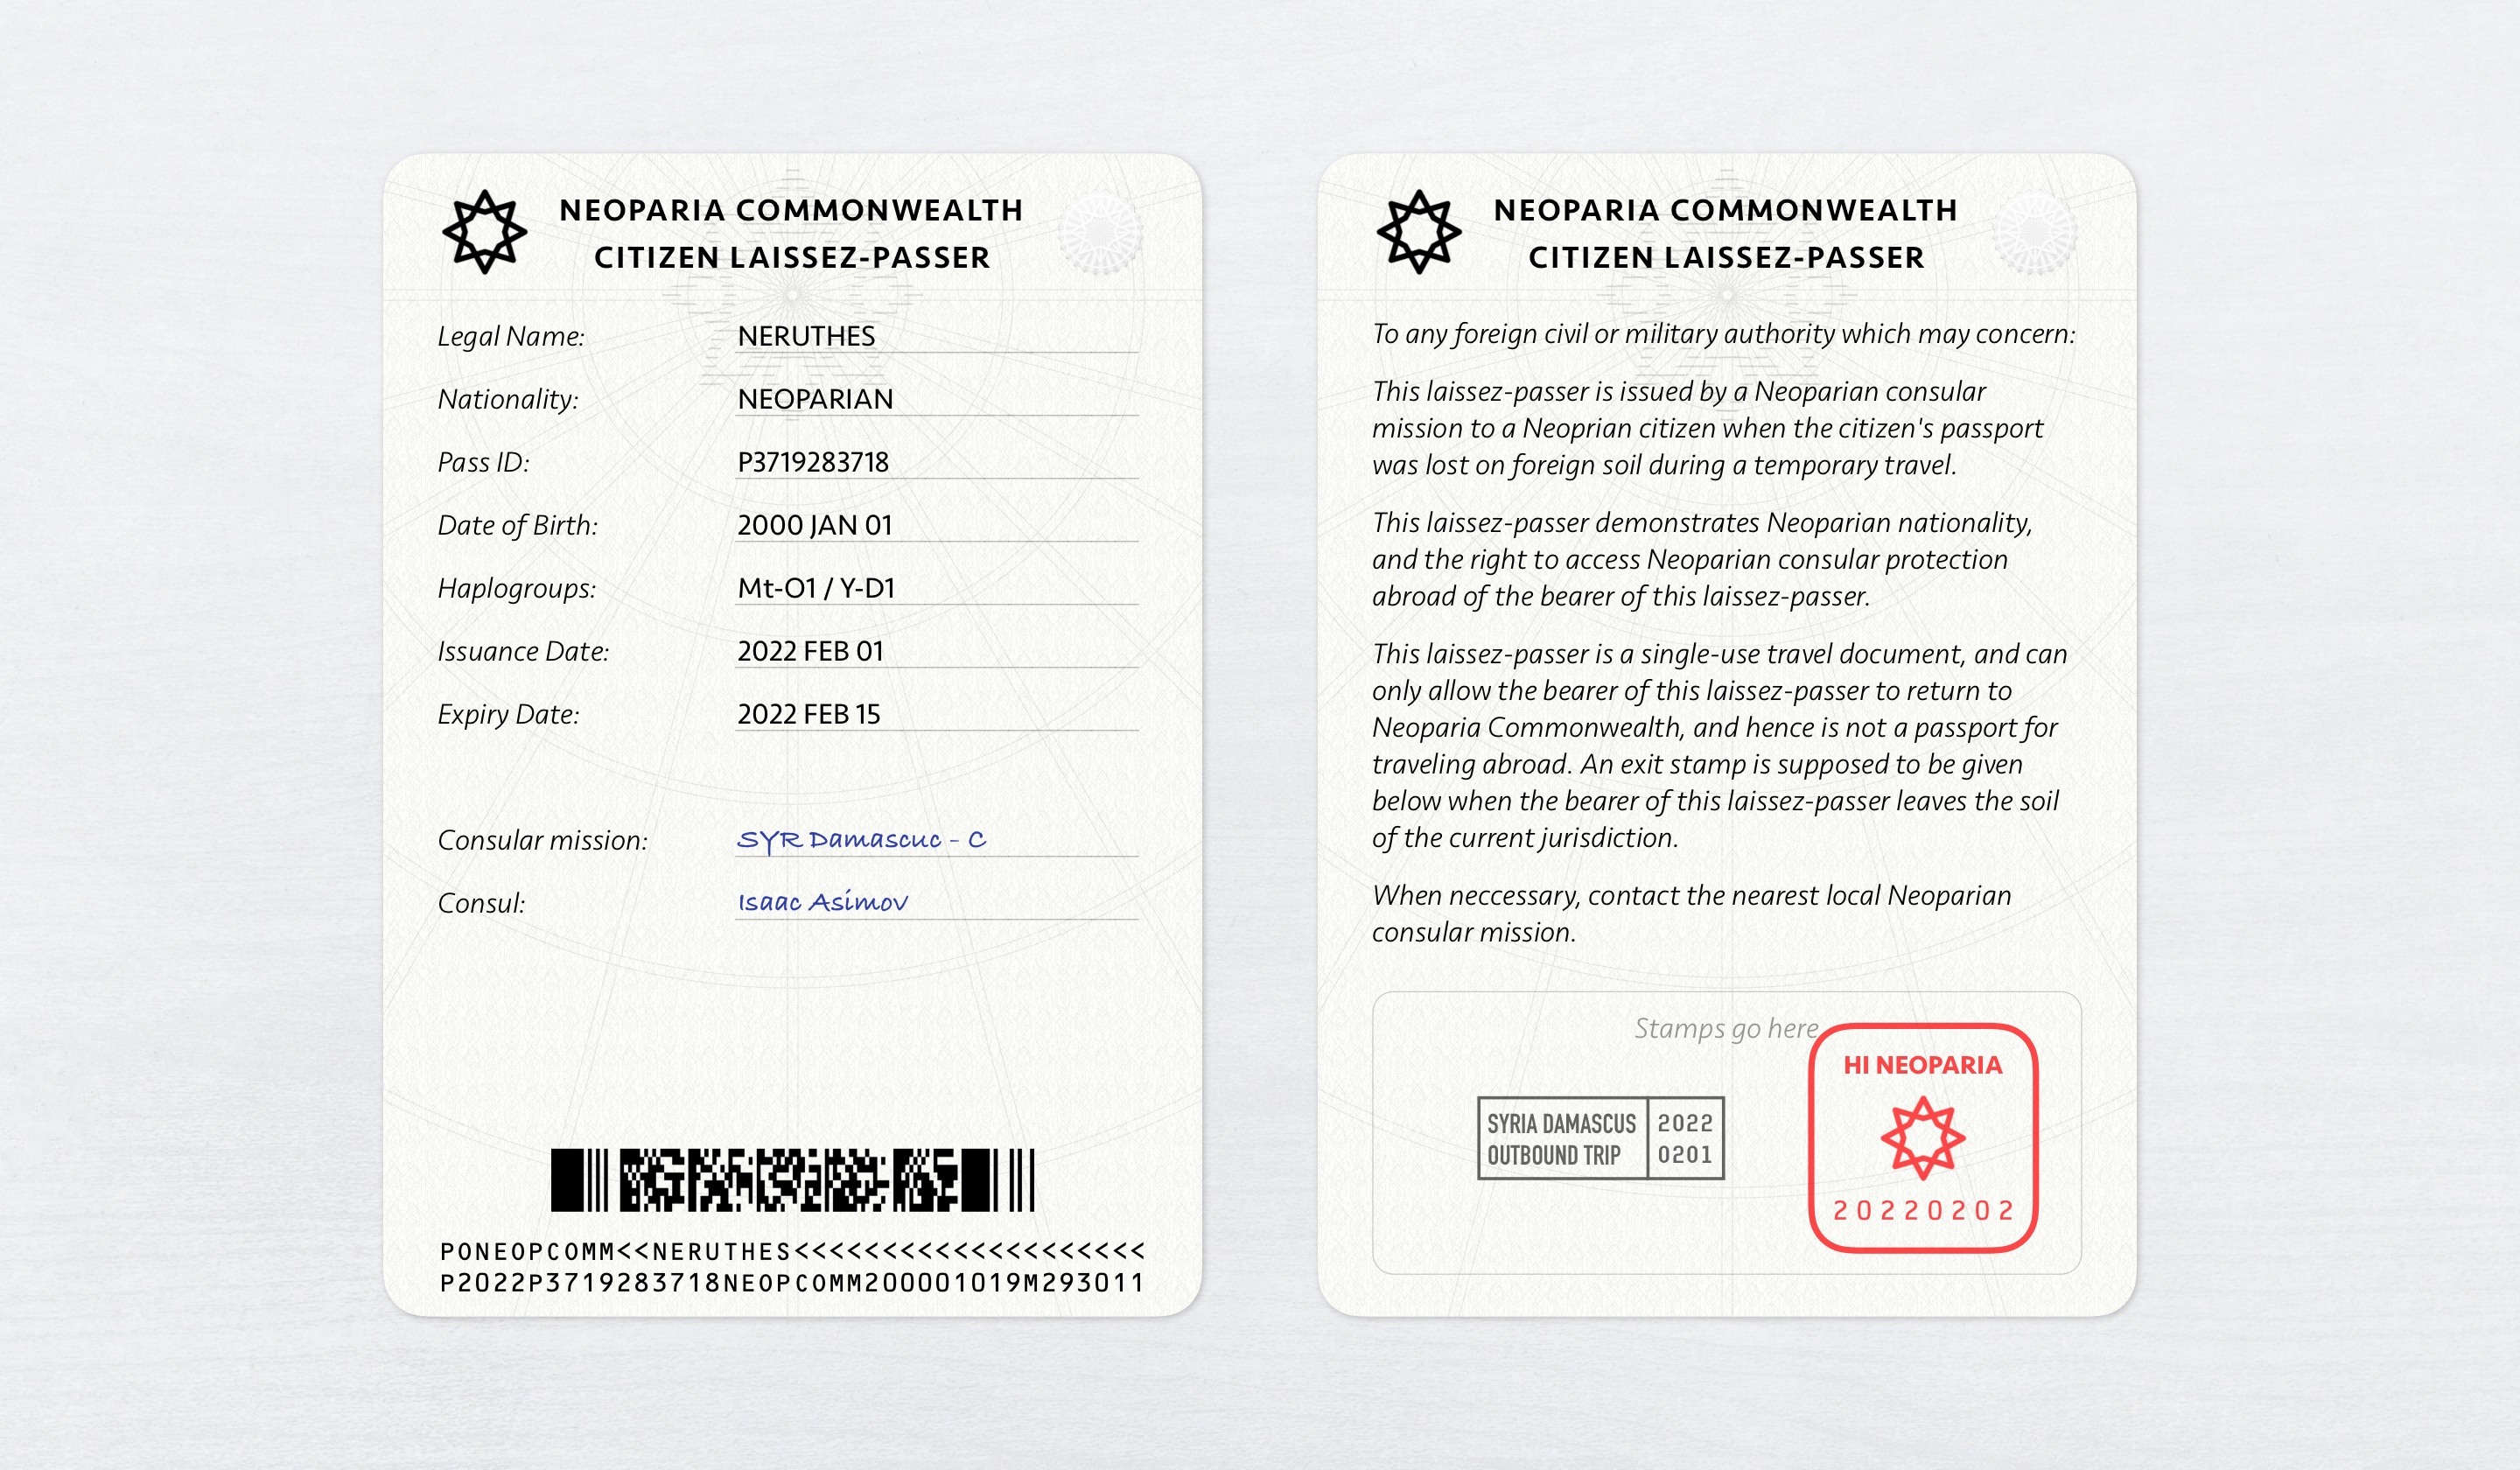 NEOPARIA COMMONWEALTH
CITIZEN LAISSEZ-PASSER
Legal Name: NERUTHES
Nationality: NEOPARIAN
Pass ID: P3719283718
Date of Birth: 2000 JAN 01
Haplogroups: Mt-O1 / Y-D1
Issuance Date: 2022 FEB 01
Expiry Date: 2022 FEB 15
Consular mission: SYR Damascuc - C
Consul: Isaac Asimov
PONEOPCOMM<<NERUTHES<<<<<<<<<<<<<<<<<<<<
P2022P3719283718NEOPCOMM200001019M293011
NEOPARIA COMMONWEALTH
CITIZEN LAISSEZ-PASSER
To any foreign civil or military authority which may concern:
This laissez-passer is issued by a Neoparian consular
mission to a Neoprian citizen when the citizen's passport
was lost on foreign soil during a temporary travel.
This laissez-passer demonstrates Neoparian nationality,
and the right to access Neoparian consular protection
abroad of the bearer of this laissez-passer.
This laissez-passer is a single-use travel document, and can
only allow the bearer of this laissez-passer to return to
Neoparia Commonwealth, and hence is not a passport for
traveling abroad. An exit stamp is supposed to be given
below when the bearer of this laissez-passer leaves the soil
of the current jurisdiction.
When neccessary, contact the nearest local Neoparian
consular mission.
Stamps go here
SYRIA DAMASCUS 2022
OUTBOUND TRIP 0201
HI NEOPARIA
20220202